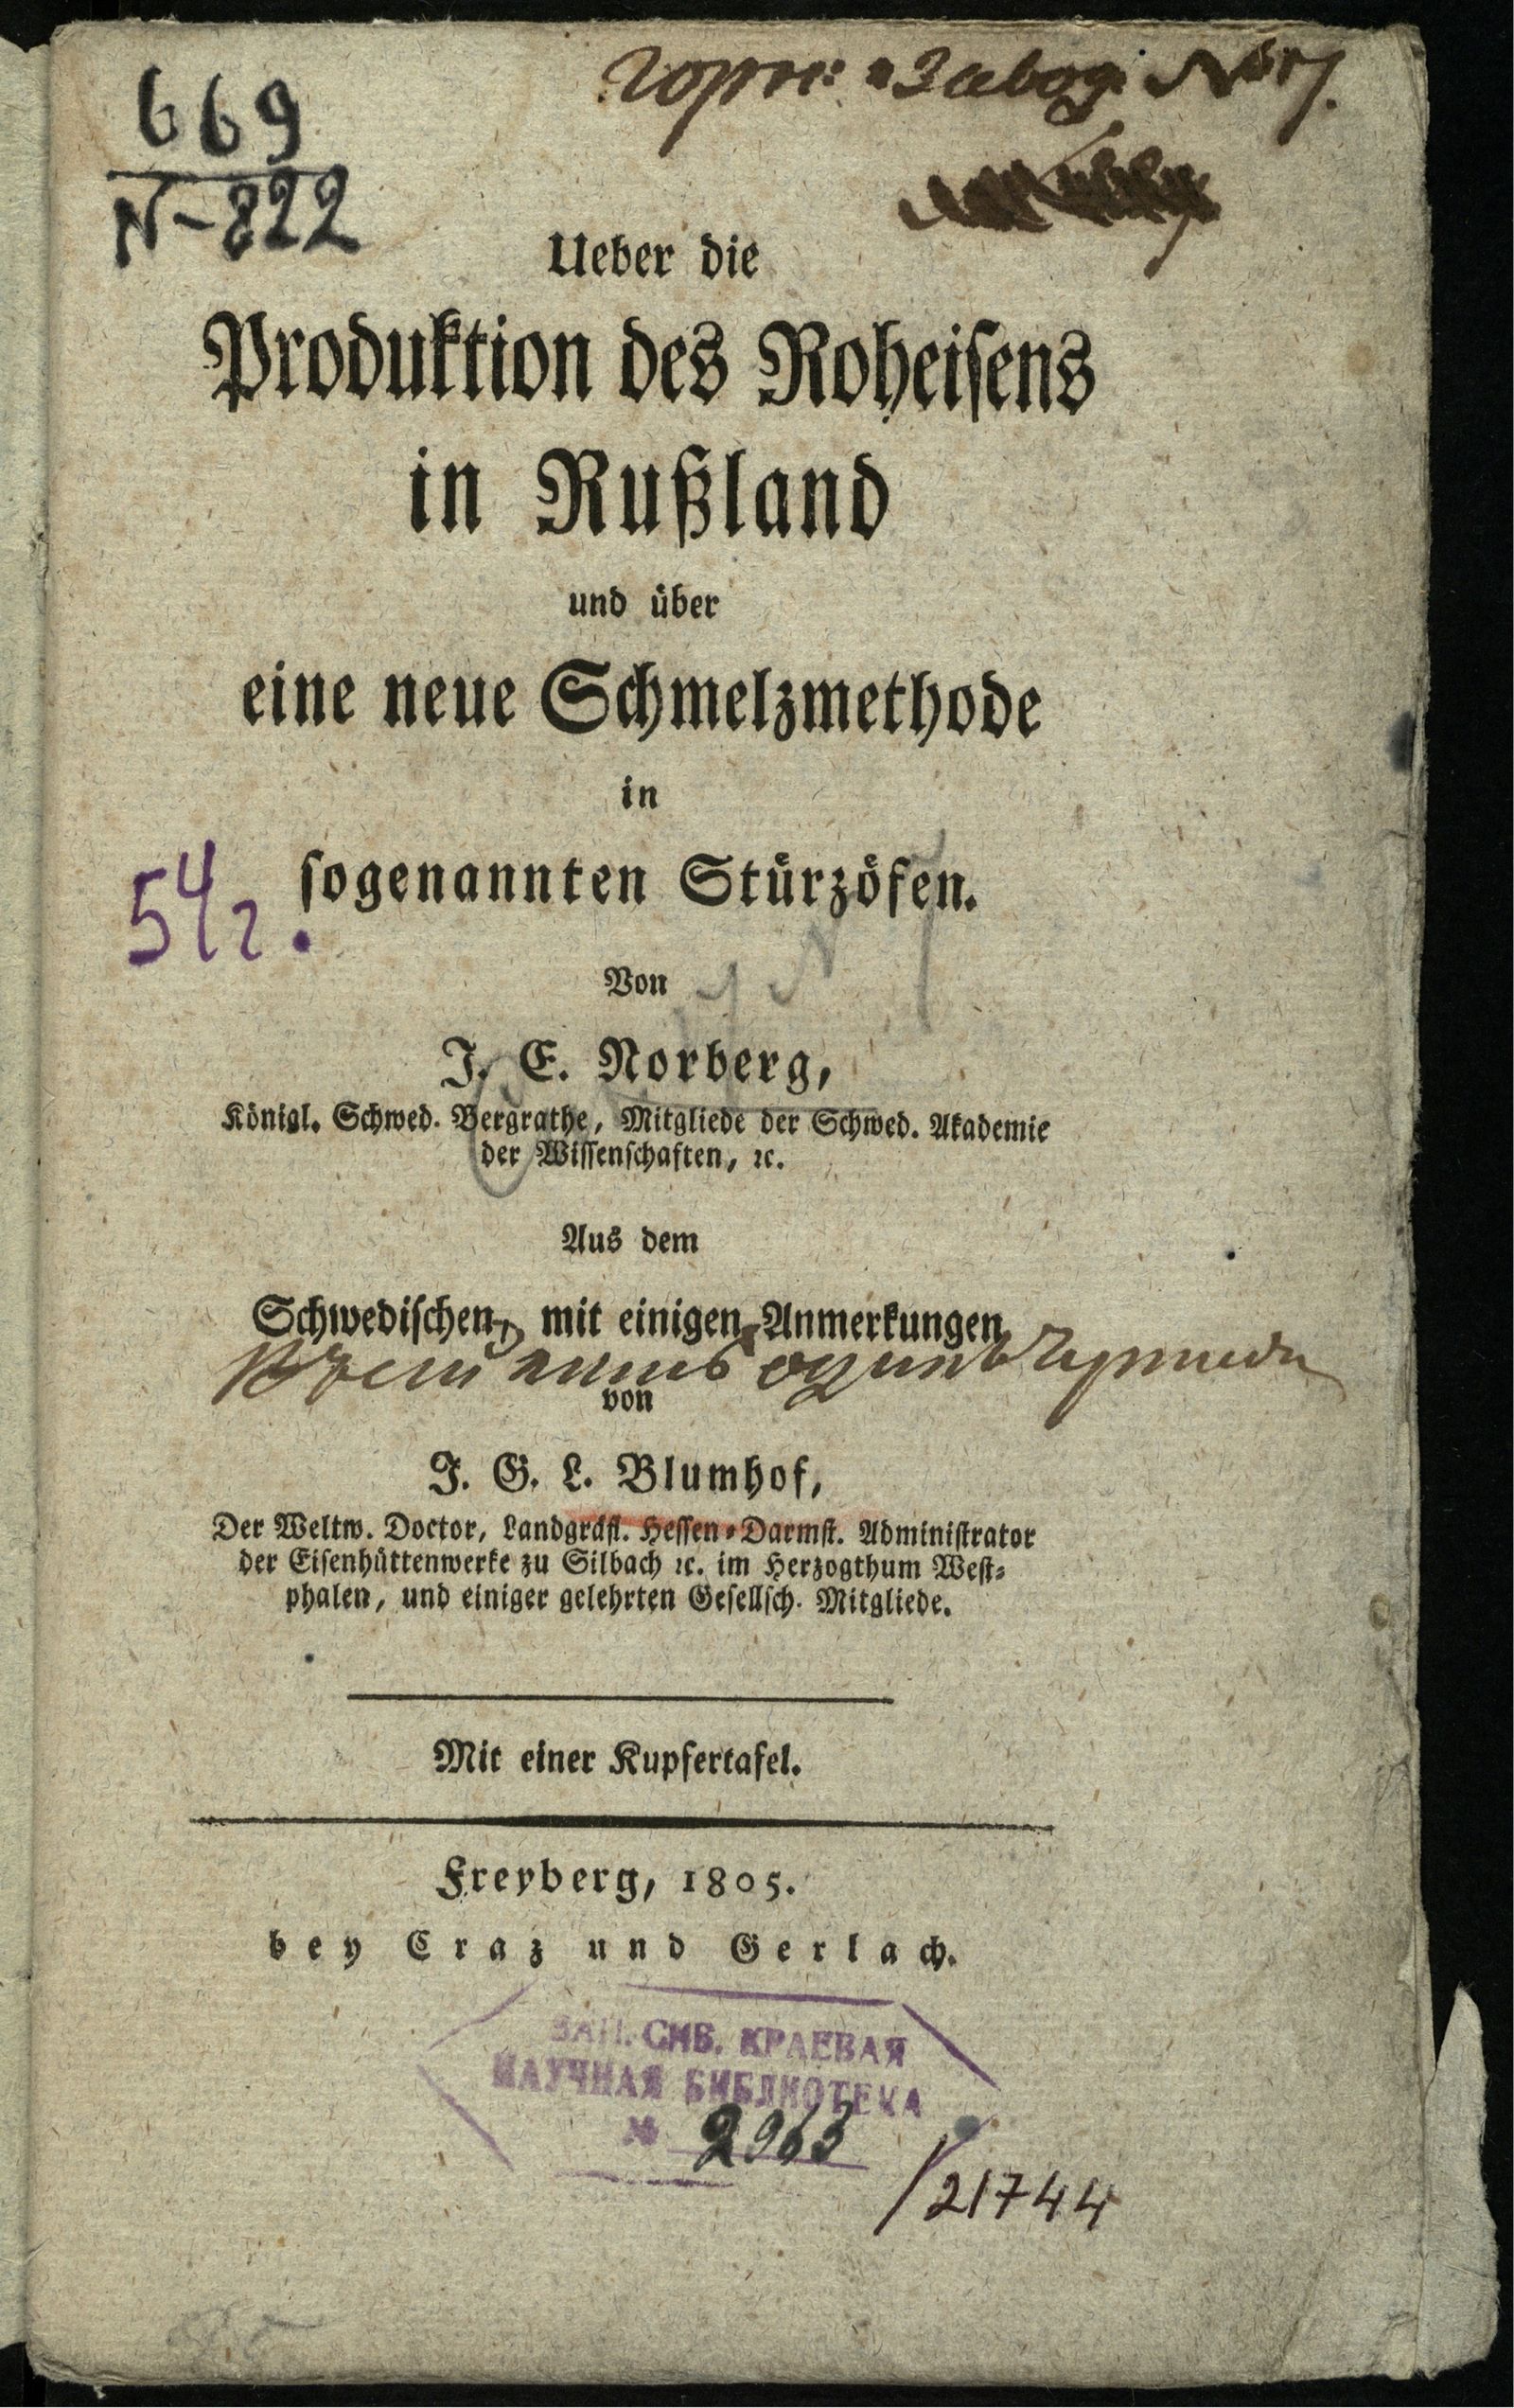 669
N-822
Горн: и Завод: №
Ueber die
Produktion des Roheisens
in Rußland
und über
eine neue Schmelzmethode
in
sogenannten Stürzöfen.
54г.
Von
J. E. Norberg,
Königl. Schwed. Bergrathe, Mitgliede der Schwed. Akademie
der Wissenschaften, ꝛc.
Aus dem
Schwedischen, mit einigen Anmerkungen
одинъ
von
J. G. L. Blumhof,
Der Weltw. Doctor, Landgräfl. Hessen-Darmst. Administrator
der Eisenhüttenwerke zu Silbach ꝛc. im Herzogthum West-
phalen, und einiger gelehrten Gesellsch. Mitgliede.
Mit einer Kupfertafel.
Freyberg, 1805.
bey Craz und Gerlach.
ЗАП. СИБ. КРАЕВАЯ
НАУЧНАЯ БИБЛИОТЕКА
№ 2963
/21744